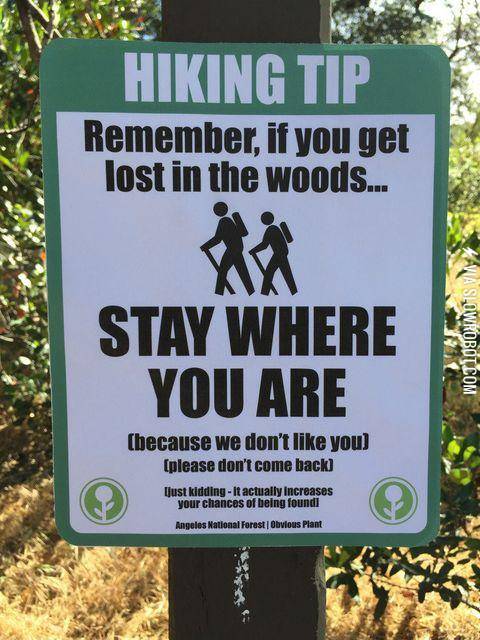 HIKING TIP
Remember, if you get
lost in the woods...
STAY WHERE
YOU ARE
(because we don't like you)
(please don't come back)
[just kidding - it actually increases
your chances of being found]
Angeles National Forest | Obvious Plant
VIA SLOWROBOT.COM